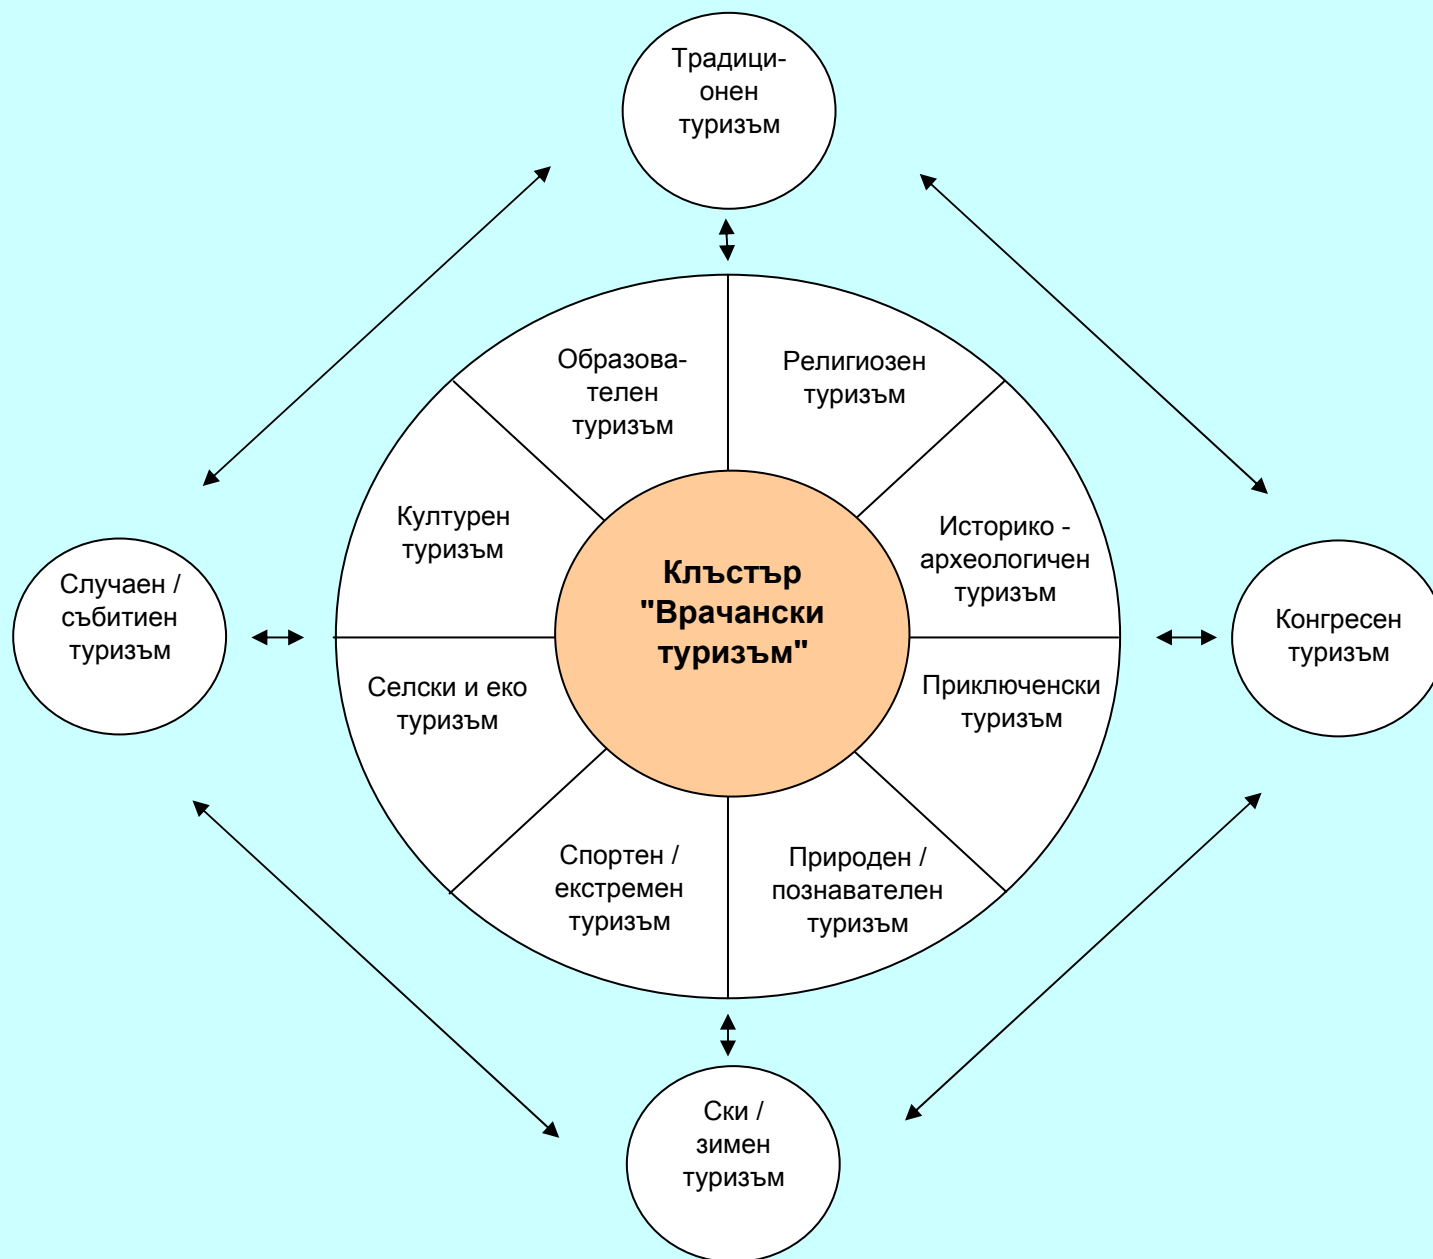 Традици-
онен
туризъм
Образова-
телен
туризъм
Религиозен
туризъм
Културен
туризъм
Историко -
археологичен
туризъм
Клъстър
"Врачански
туризъм"
Случаен /
събитиен
туризъм
Конгресен
туризъм
Селски и еко
туризъм
Приключенски
туризъм
Спортен /
екстремен
туризъм
Природен /
познавателен
туризъм
Ски /
зимен
туризъм